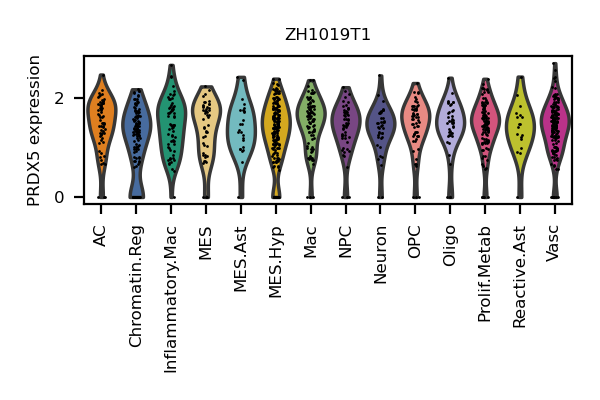 ZH1019T1
PRDX5 expression
2
0
AC
Chromatin.Reg
Inflammatory.Mac
MES
MES.Ast
MES.Hyp
Mac
NPC
Neuron
OPC
Oligo
Prolif.Metab
Reactive.Ast
Vasc